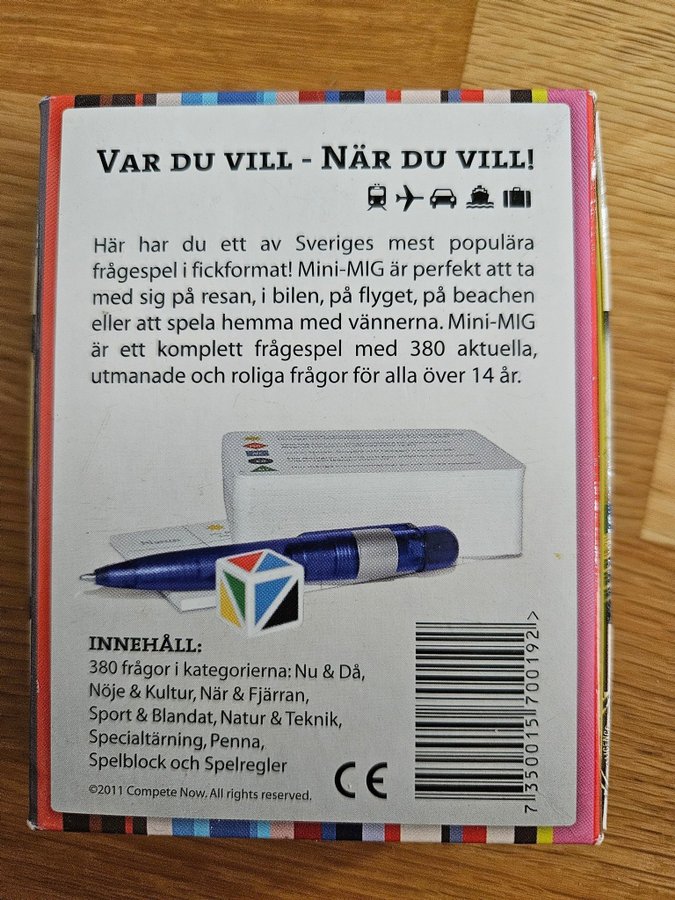 VAR DU VILL - NÄR DU VILL!
Här har du ett av Sveriges mest populära
frågespel i fickformat! Mini-MIG är perfekt att ta
med sig på resan, i bilen, på flyget, på beachen
eller att spela hemma med vännerna. Mini-MIG
är ett komplett frågespel med 380 aktuella,
utmanade och roliga frågor för alla över 14 år.
INNEHÅLL:
380 frågor i kategorierna: Nu & Då,
Nöje & Kultur, När & Fjärran,
Sport & Blandat, Natur & Teknik,
Specialtärning, Penna,
Spelblock och Spelregler
©2011 Compete Now. All rights reserved.
CE
7350015700192>